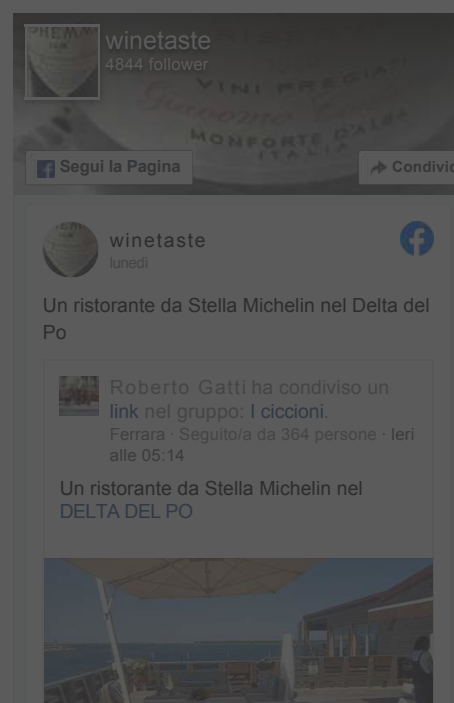 winetaste
4844 follower
VINI PREGIATI
MONFORTE D'ALBA
ITALIA
Segui la Pagina
winetaste
lunedì
Un ristorante da Stella Michelin nel Delta del
Po
Roberto Gatti ha condiviso un
link nel gruppo: I ciccioni.
Ferrara · Seguito/a da 364 persone · Ieri
alle 05:14
Un ristorante da Stella Michelin nel
DELTA DEL PO